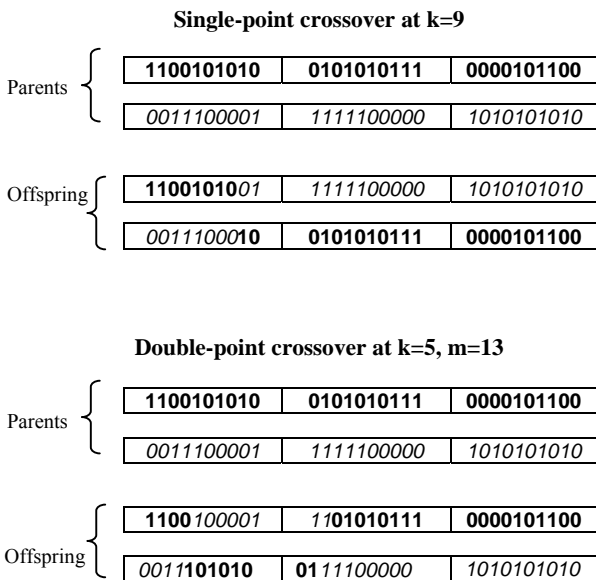 Single-point crossover at k=9
Parents
1100101010 0101010111 0000101100
0011100001 1111100000 1010101010
Offspring
1100101001 1111100000 1010101010
0011100010 0101010111 0000101100
Double-point crossover at k=5, m=13
Parents
1100101010 0101010111 0000101100
0011100001 1111100000 1010101010
Offspring
1100100001 1101010111 0000101100
0011101010 0111100000 1010101010